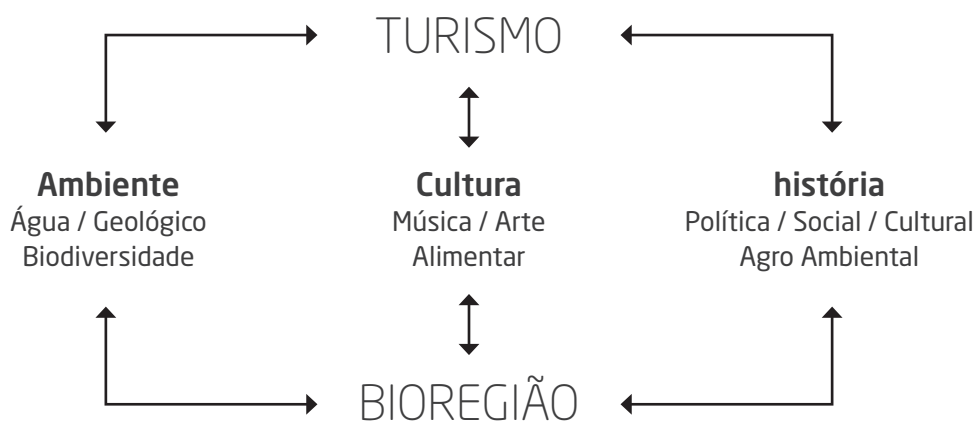 TURISMO
Ambiente
Água / Geológico
Biodiversidade
Cultura
Música / Arte
Alimentar
história
Política / Social / Cultural
Agro Ambiental
BIOREGIÃO